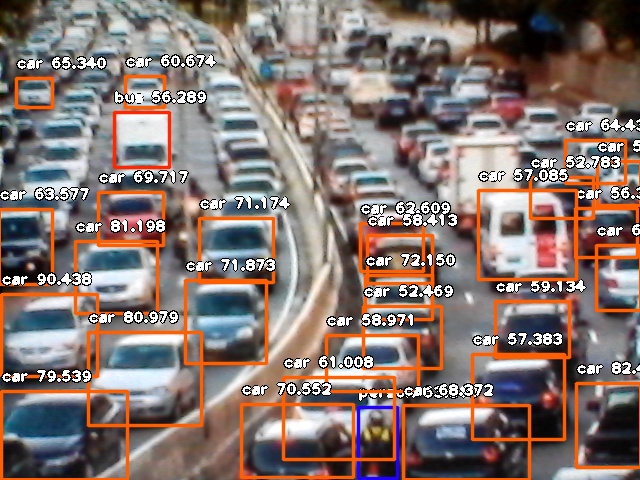 car 65.340
car 60.674
bus 56.289
car 69.717
car 63.577
car 71.174
car 81.198
car 71.873
car 90.438
car 80.979
car 79.539
car 62.609
car 58.413
car 72.150
car 52.469
car 58.971
car 61.008
car 70.552
car 68.372
car 64.43
car 52.783
car 57.085
car 56.3
car 59.134
car 57.383
car 82.4